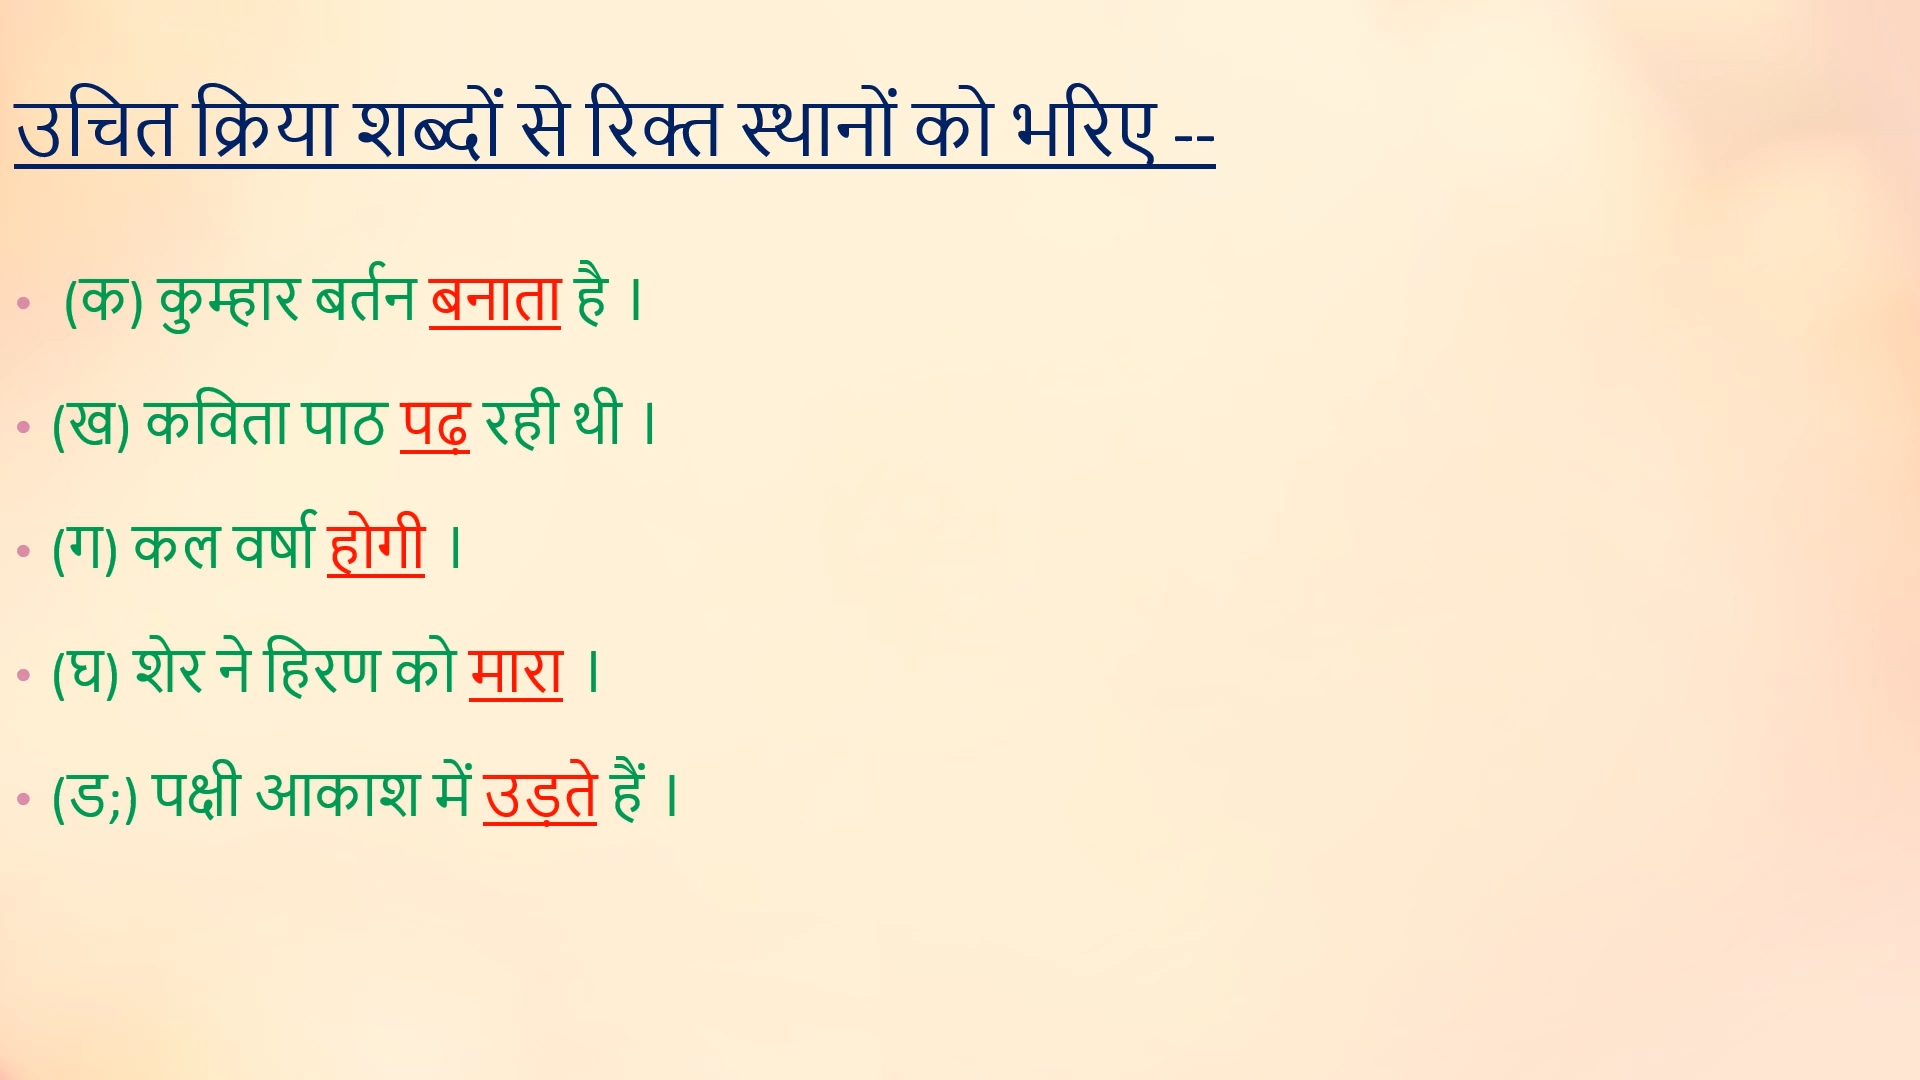 उचित क्रिया शब्दों से रिक्त स्थानों को भरिए --
• (क) कुम्हार बर्तन बनाता है ।
• (ख) कविता पाठ पढ़ रही थी ।
• (ग) कल वर्षा होगी ।
• (घ) शेर ने हिरण को मारा ।
• (ड;) पक्षी आकाश में उड़ते हैं ।